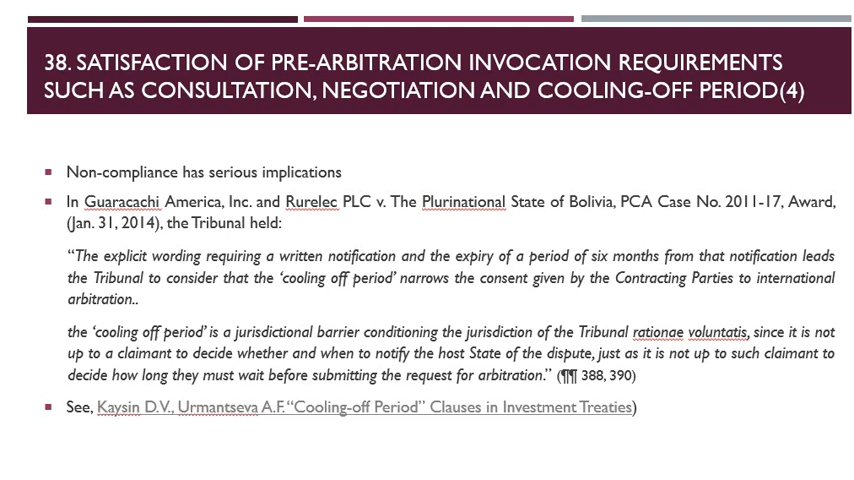 38. SATISFACTION OF PRE-ARBITRATION INVOCATION REQUIREMENTS
SUCH AS CONSULTATION, NEGOTIATION AND COOLING-OFF PERIOD(4)
▪ Non-compliance has serious implications
▪ In Guaracachi America, Inc. and Rurelec PLC v. The Plurinational State of Bolivia, PCA Case No. 2011-17, Award,
(Jan. 31, 2014), the Tribunal held:
“The explicit wording requiring a written notification and the expiry of a period of six months from that notification leads
the Tribunal to consider that the ‘cooling off period’ narrows the consent given by the Contracting Parties to international
arbitration..
the ‘cooling off period’ is a jurisdictional barrier conditioning the jurisdiction of the Tribunal rationae voluntatis, since it is not
up to a claimant to decide whether and when to notify the host State of the dispute, just as it is not up to such claimant to
decide how long they must wait before submitting the request for arbitration.” (¶¶ 388, 390)
▪ See, Kaysin D.V., Urmantseva A.F. “Cooling-off Period” Clauses in Investment Treaties)